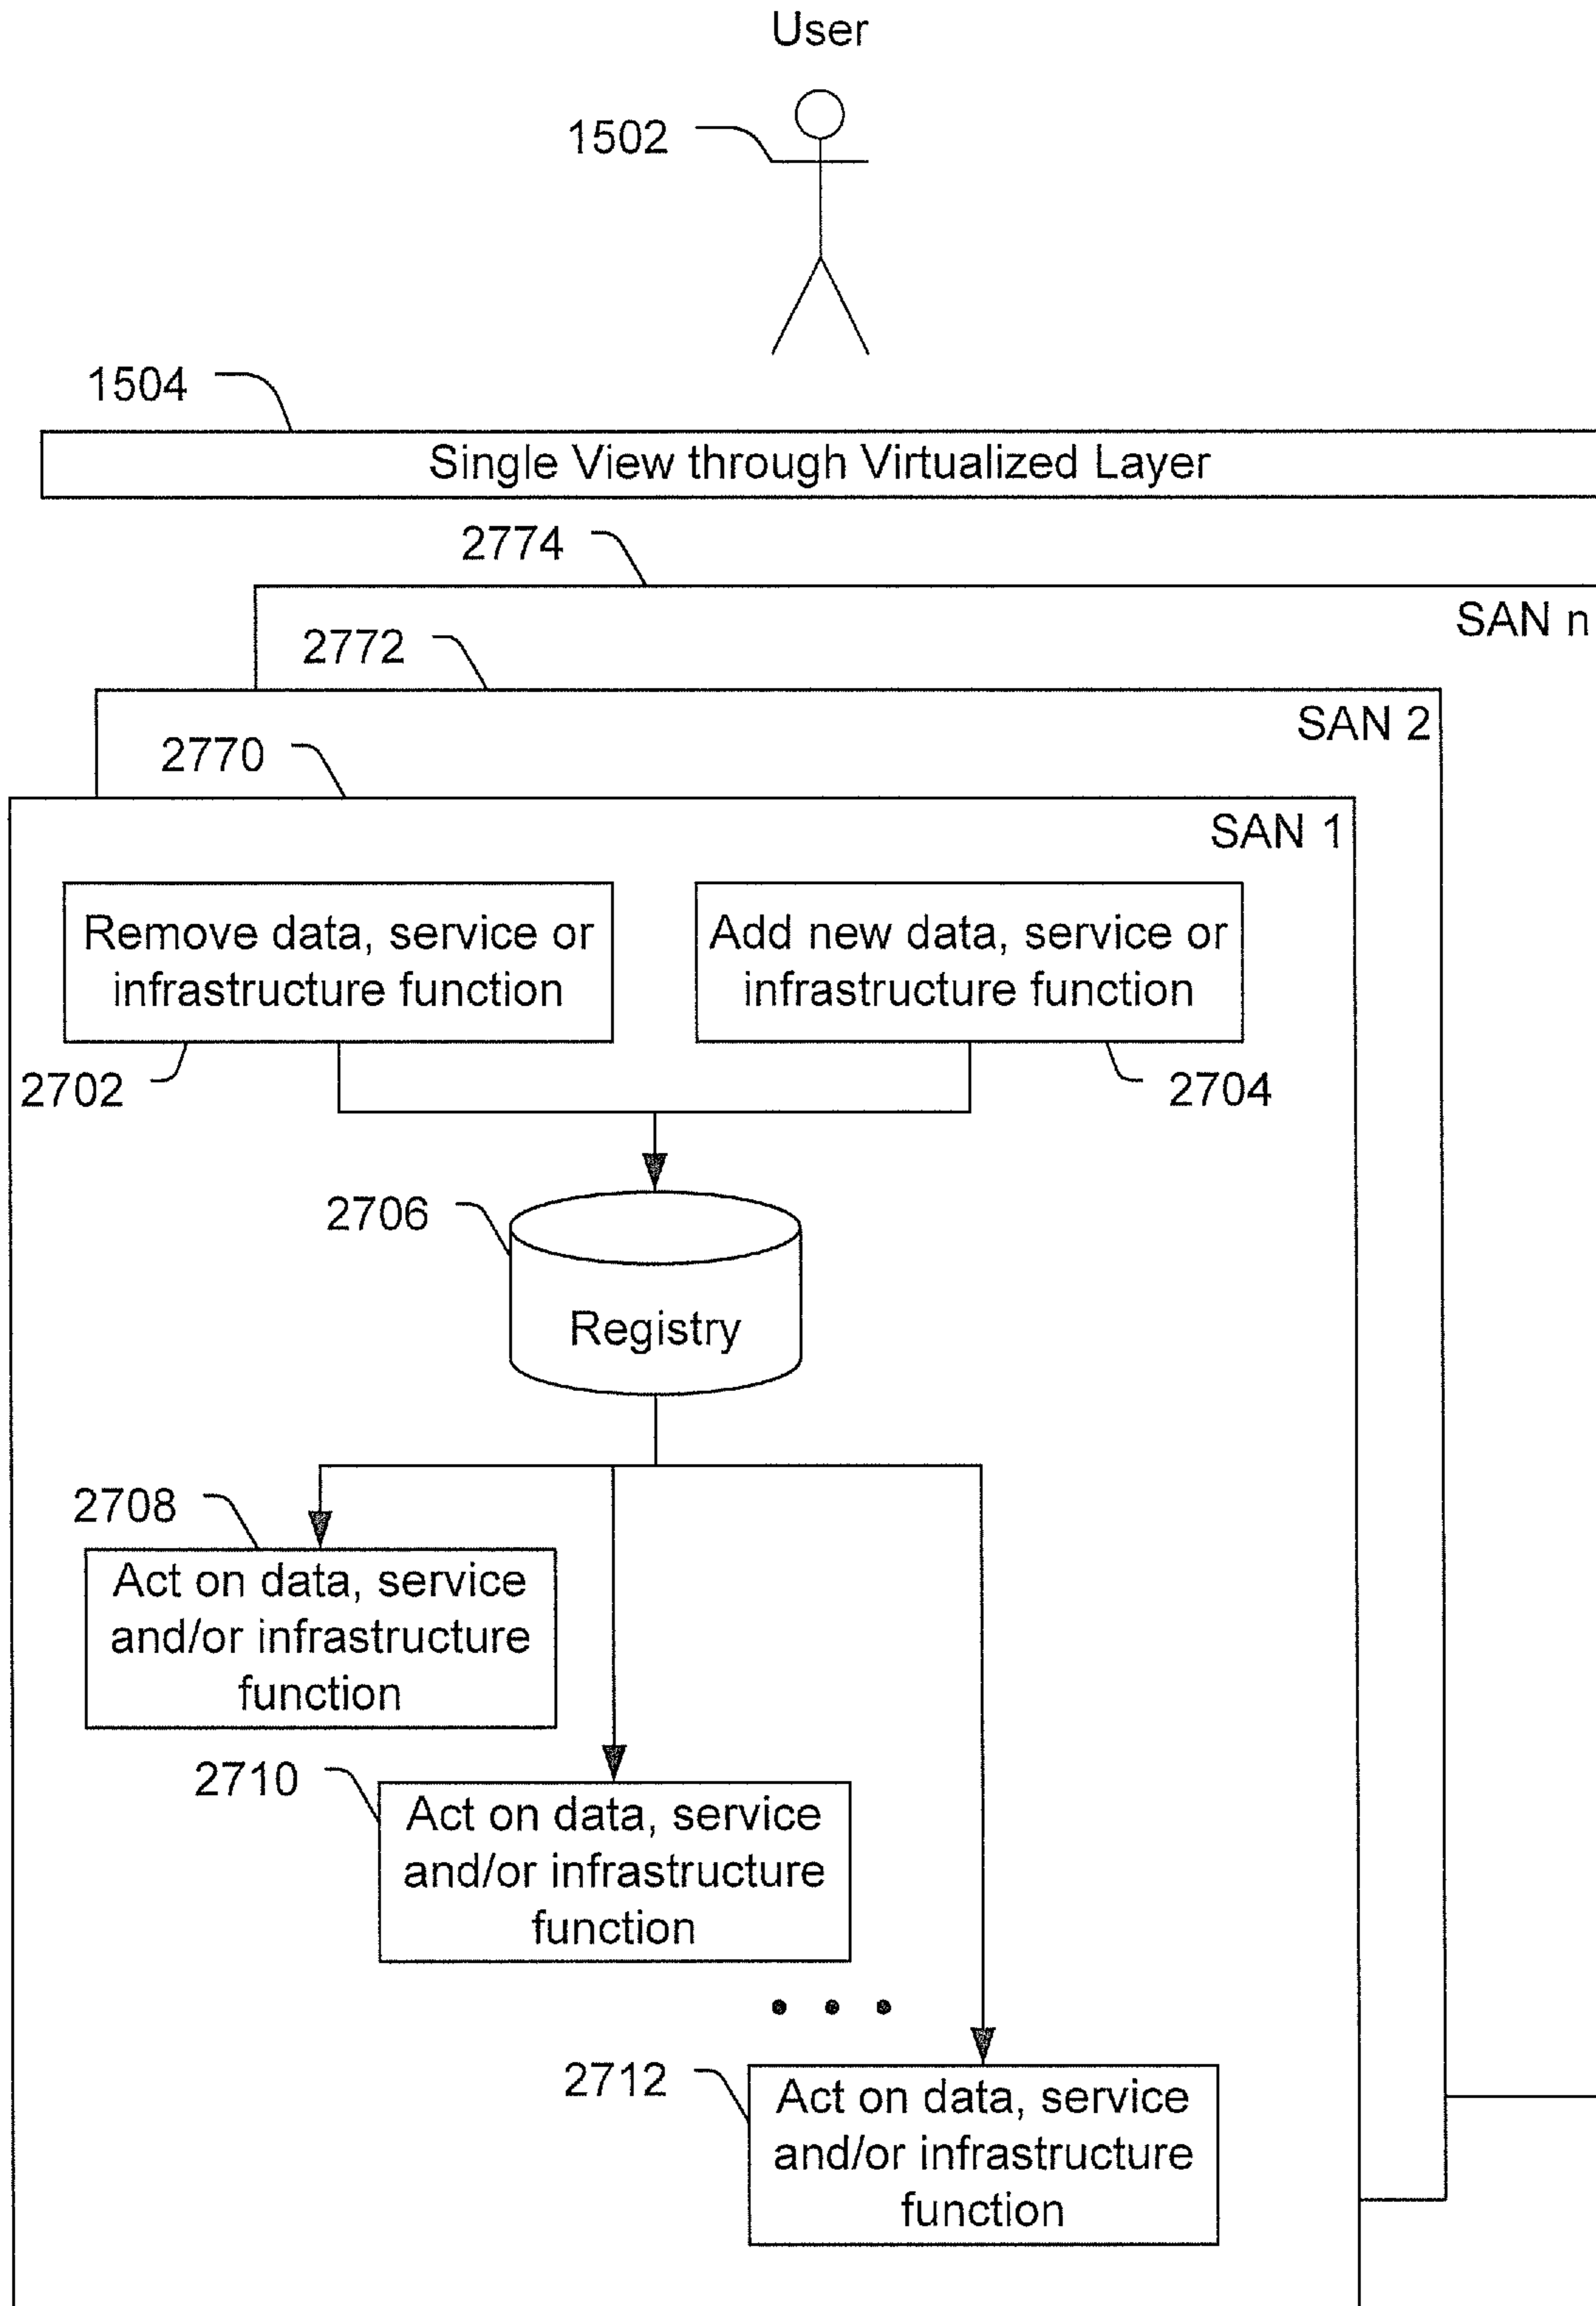 User
1502
1504
Single View through Virtualized Layer
2774
SAN n
2772
SAN 2
2770
SAN 1
Remove data, service or
infrastructure function
Add new data, service or
infrastructure function
2702
2704
2706
Registry
2708
Act on data, service
and/or infrastructure
function
2710
Act on data, service
and/or infrastructure
function
• • •
2712
Act on data, service
and/or infrastructure
function